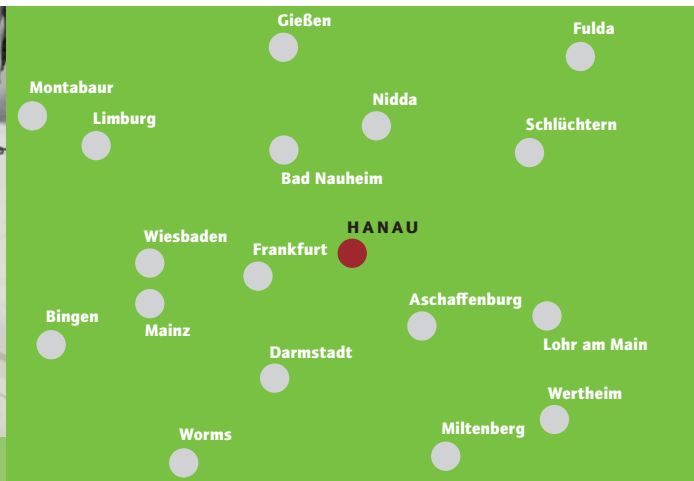 Gießen
Fulda
Montabaur
Nidda
Limburg
Schlüchtern
Bad Nauheim
HANAU
Wiesbaden
Frankfurt
Aschaffenburg
Bingen
Mainz
Lohr am Main
Darmstadt
Wertheim
Miltenberg
Worms